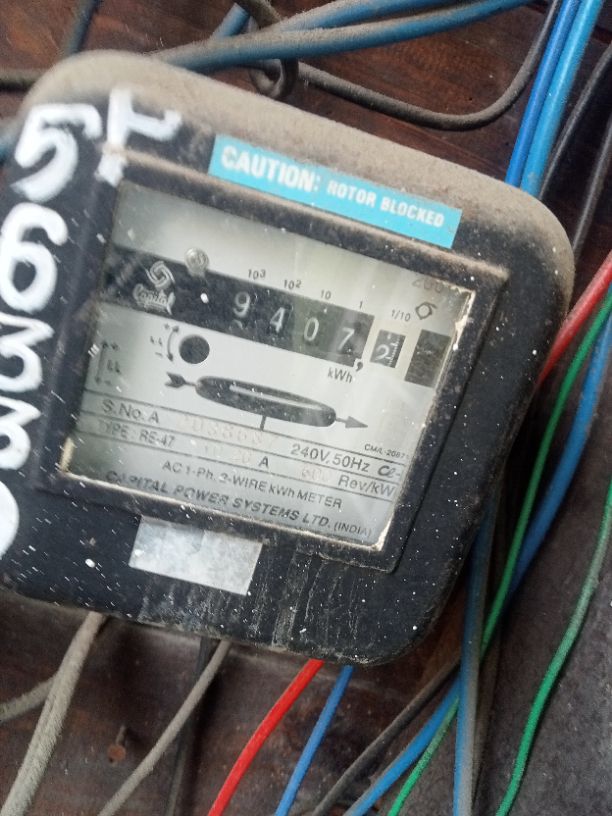 CAUTION: ROTOR BLOCKED
10³ 10² 10 1 1/10
Capital
9 4 0 7, 2
kWh
S.No. A
240V, 50Hz
TYPE: RE-47
A
600 Rev/kW
AC 1-Ph. 2-WIRE kWh METER
CAPITAL POWER SYSTEMS LTD. (INDIA)
5
6
3